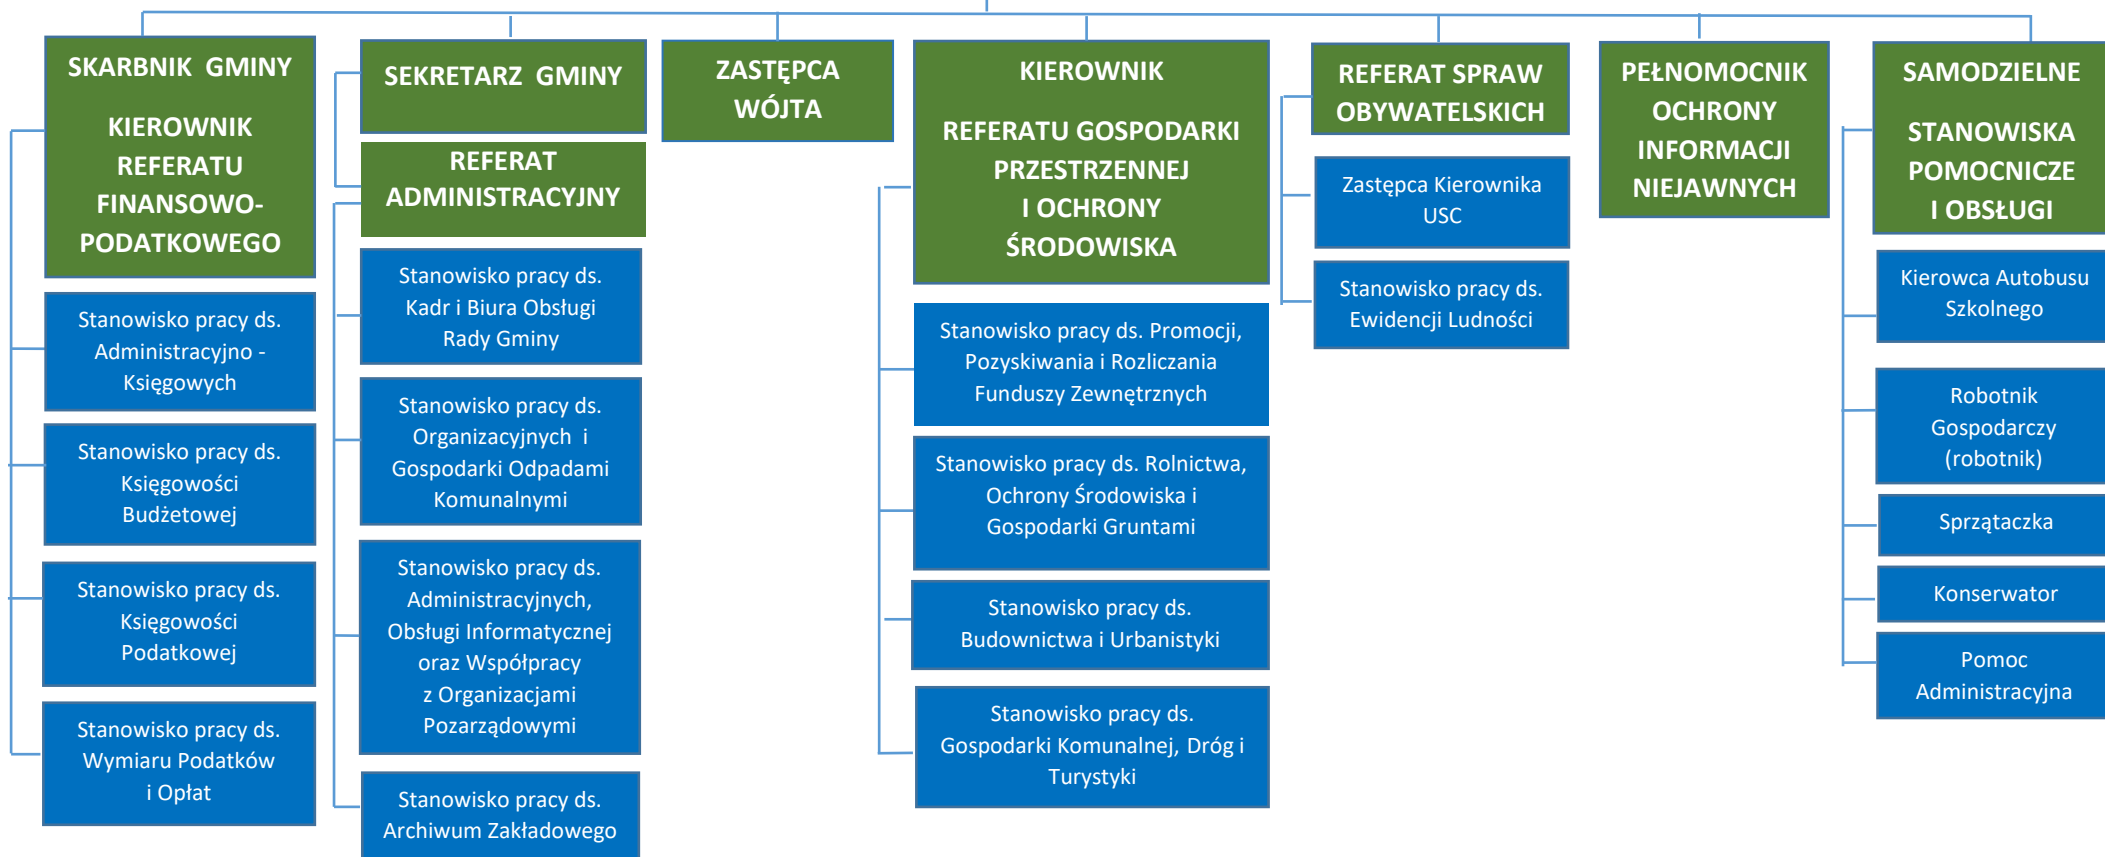 SKARBNIK GMINY
KIEROWNIK
REFERATU
FINANSOWO-
PODATKOWEGO
Stanowisko pracy ds.
Administracyjno -
Księgowych
Stanowisko pracy ds.
Księgowości
Budżetowej
Stanowisko pracy ds.
Księgowości
Podatkowej
Stanowisko pracy ds.
Wymiaru Podatków
i Opłat
SEKRETARZ GMINY
REFERAT
ADMINISTRACYJNY
Stanowisko pracy ds.
Kadr i Biura Obsługi
Rady Gminy
Stanowisko pracy ds.
Organizacyjnych i
Gospodarki Odpadami
Komunalnymi
Stanowisko pracy ds.
Administracyjnych,
Obsługi Informatycznej
oraz Współpracy
z Organizacjami
Pozarządowymi
Stanowisko pracy ds.
Archiwum Zakładowego
ZASTĘPCA
WÓJTA
KIEROWNIK
REFERATU GOSPODARKI
PRZESTRZENNEJ
I OCHRONY
ŚRODOWISKA
Stanowisko pracy ds. Promocji,
Pozyskiwania i Rozliczania
Funduszy Zewnętrznych
Stanowisko pracy ds. Rolnictwa,
Ochrony Środowiska i
Gospodarki Gruntami
Stanowisko pracy ds.
Budownictwa i Urbanistyki
Stanowisko pracy ds.
Gospodarki Komunalnej, Dróg i
Turystyki
REFERAT SPRAW
OBYWATELSKICH
Zastępca Kierownika
USC
Stanowisko pracy ds.
Ewidencji Ludności
PEŁNOMOCNIK
OCHRONY
INFORMACJI
NIEJAWNYCH
SAMODZIELNE
STANOWISKA
POMOCNICZE
I OBSŁUGI
Kierowca Autobusu
Szkolnego
Robotnik
Gospodarczy
(robotnik)
Sprzątaczka
Konserwator
Pomoc
Administracyjna